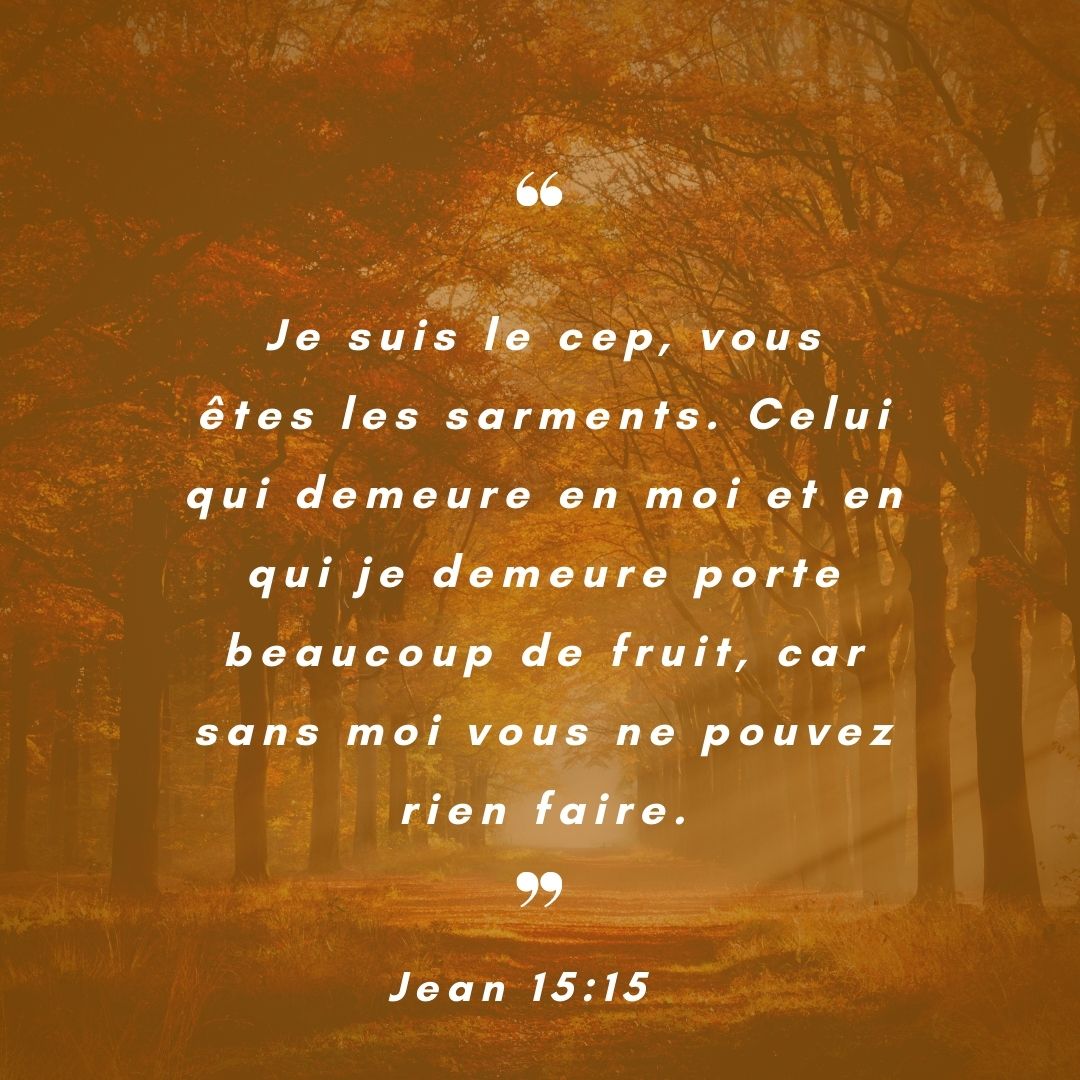 “
Je suis le cep, vous
êtes les sarments. Celui
qui demeure en moi et en
qui je demeure porte
beaucoup de fruit, car
sans moi vous ne pouvez
rien faire.
”
Jean 15:15